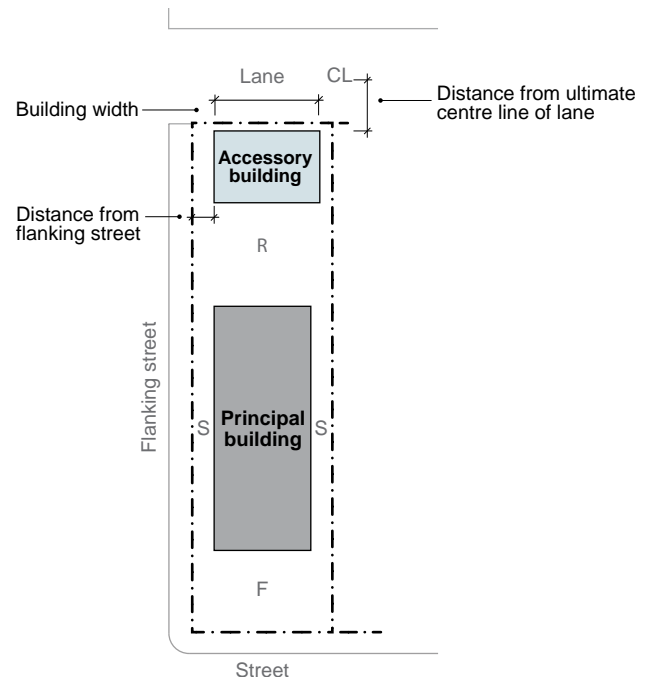 Lane
CL
Distance from ultimate
centre line of lane
Building width
Accessory
building
Distance from
flanking street
R
Flanking street
S
Principal
building
S
F
Street